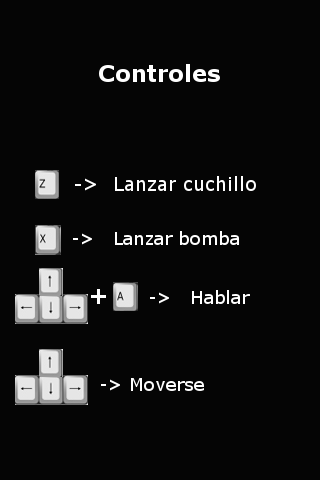 Controles
Z -> Lanzar cuchillo
X -> Lanzar bomba
↑
← ↓ → + A -> Hablar
↑
← ↓ → -> Moverse